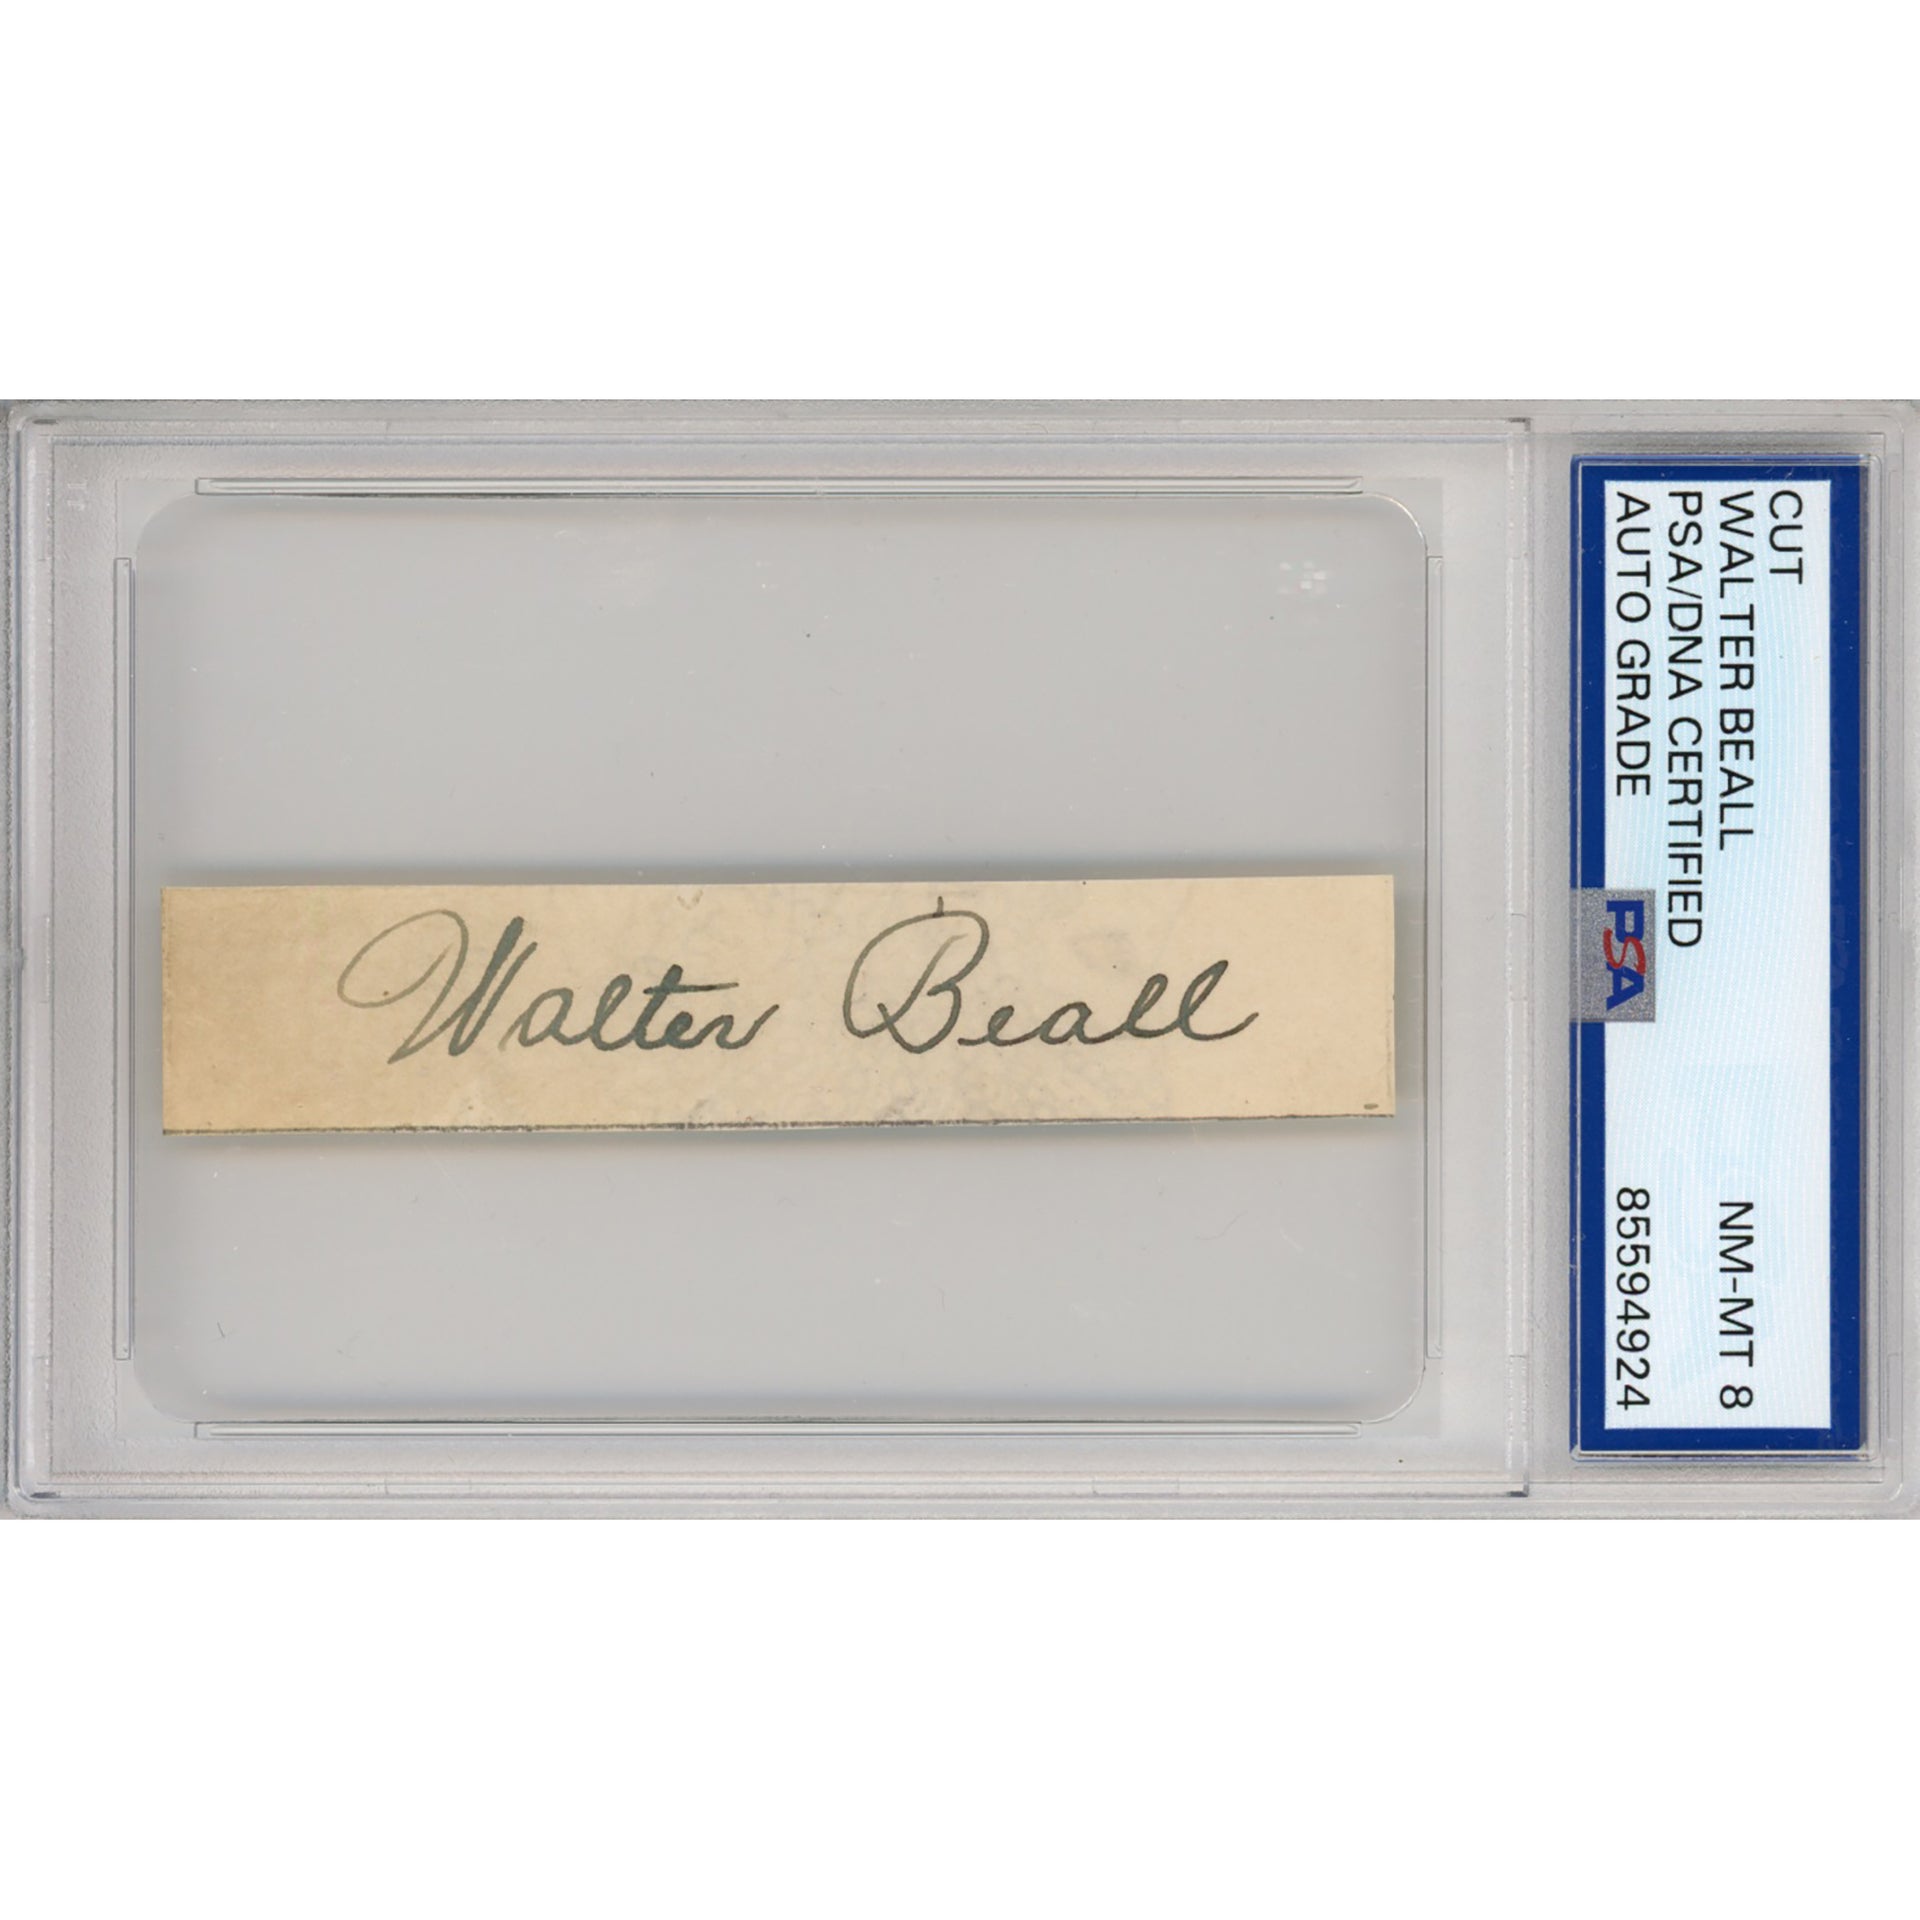 Walter Beall
CUT
WALTER BEALL NM-MT 8
PSA/DNA CERTIFIED
AUTO GRADE 85594924
PSA